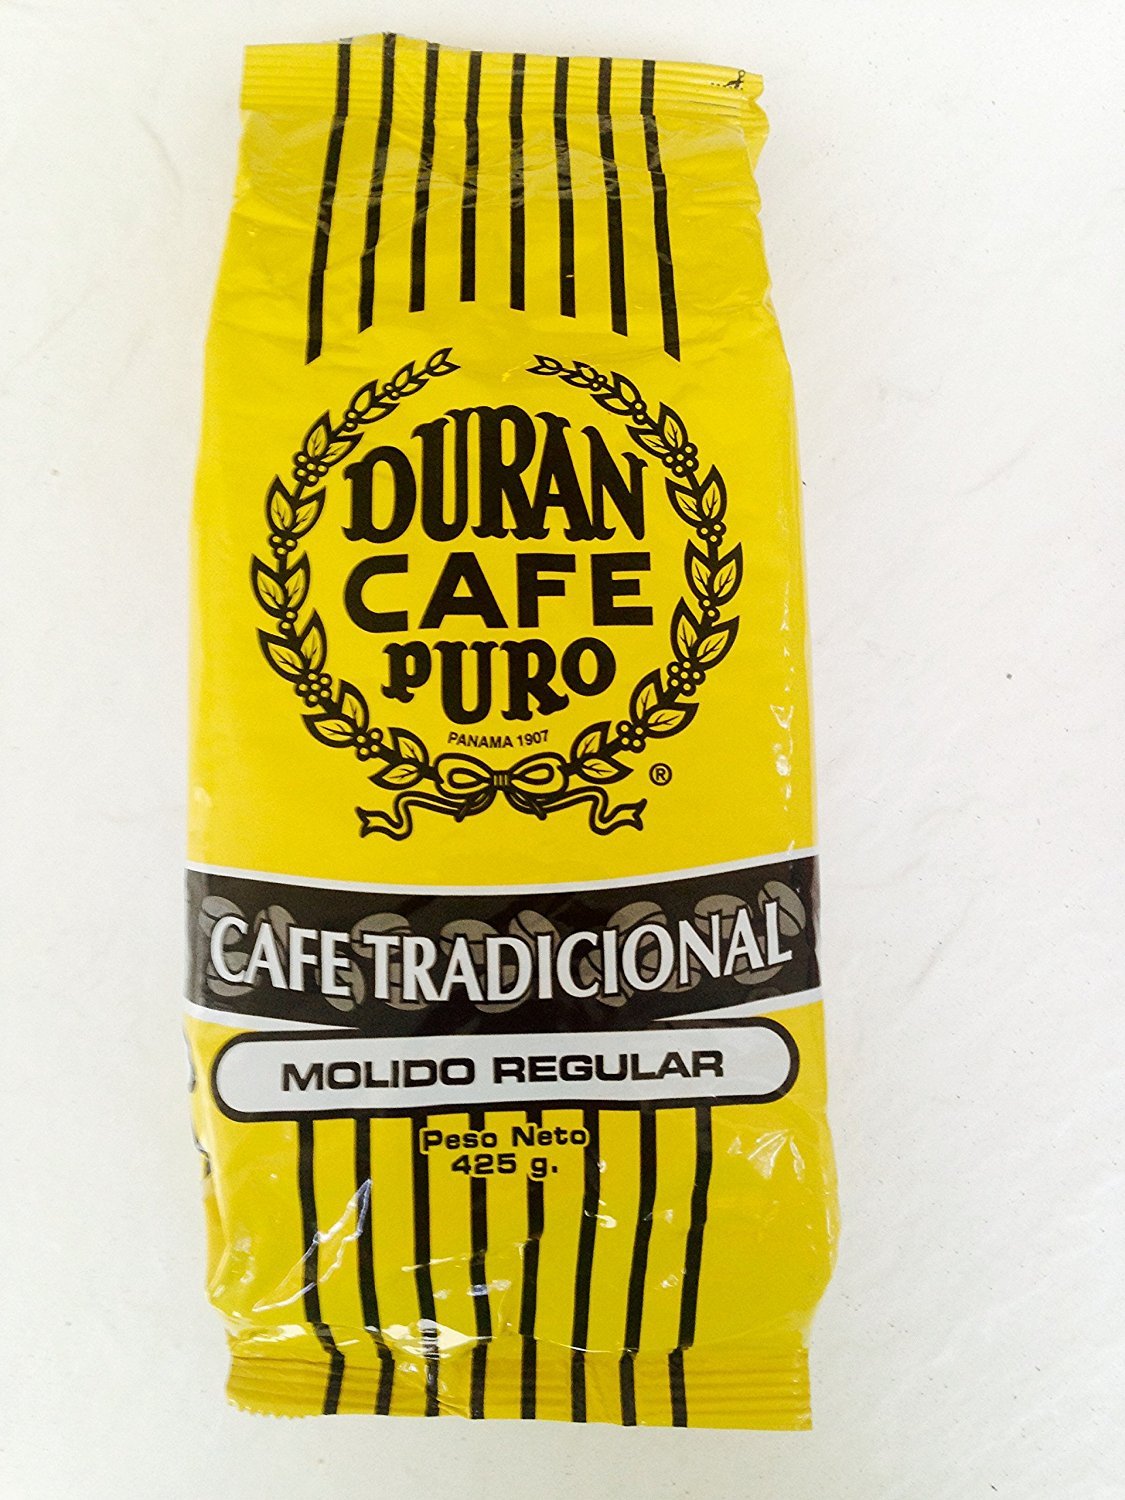 DURAN
CAFE
PURO
PANAMA 1907
®
CAFE TRADICIONAL
MOLIDO REGULAR
Peso Neto
425 g.